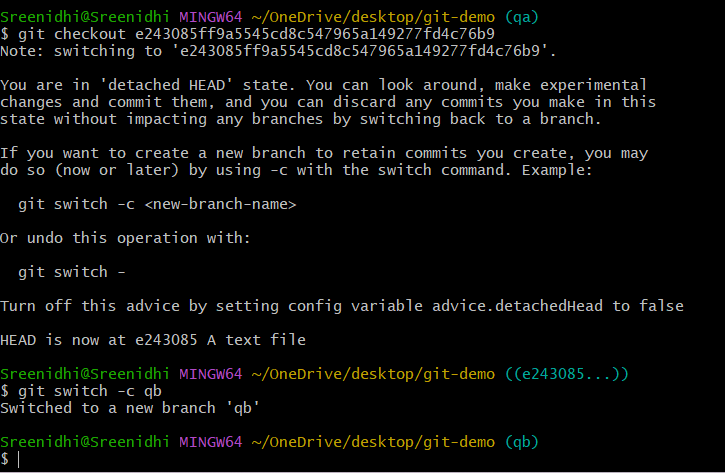 Sreenidhi@Sreenidhi MINGW64 ~/OneDrive/desktop/git-demo (qa)
$ git checkout e243085ff9a5545cd8c547965a149277fd4c76b9
Note: switching to 'e243085ff9a5545cd8c547965a149277fd4c76b9'.
You are in 'detached HEAD' state. You can look around, make experimental
changes and commit them, and you can discard any commits you make in this
state without impacting any branches by switching back to a branch.
If you want to create a new branch to retain commits you create, you may
do so (now or later) by using -c with the switch command. Example:
git switch -c <new-branch-name>
Or undo this operation with:
git switch -
Turn off this advice by setting config variable advice.detachedHead to false
HEAD is now at e243085 A text file
Sreenidhi@Sreenidhi MINGW64 ~/OneDrive/desktop/git-demo ((e243085...))
$ git switch -c qb
Switched to a new branch 'qb'
Sreenidhi@Sreenidhi MINGW64 ~/OneDrive/desktop/git-demo (qb)
$